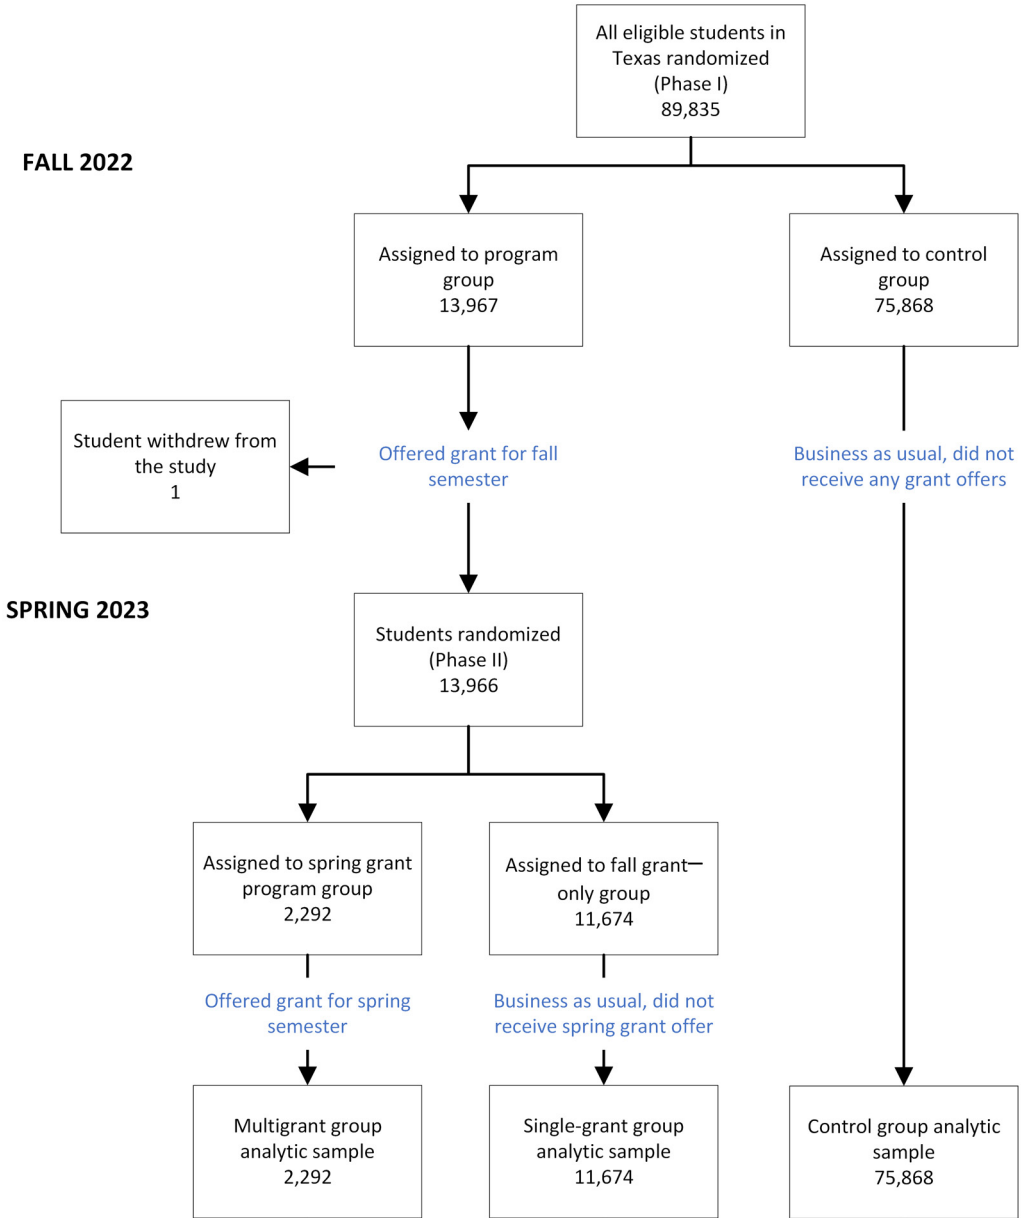 All eligible students in
Texas randomized
(Phase I)
89,835
FALL 2022
Assigned to program
group
13,967
Assigned to control
group
75,868
Student withdrew from
the study
1
Offered grant for fall
semester
Business as usual, did not
receive any grant offers
SPRING 2023
Students randomized
(Phase II)
13,966
Assigned to spring grant
program group
2,292
Assigned to fall grant—
only group
11,674
Offered grant for spring
semester
Business as usual, did not
receive spring grant offer
Multigrant group
analytic sample
2,292
Single-grant group
analytic sample
11,674
Control group analytic
sample
75,868